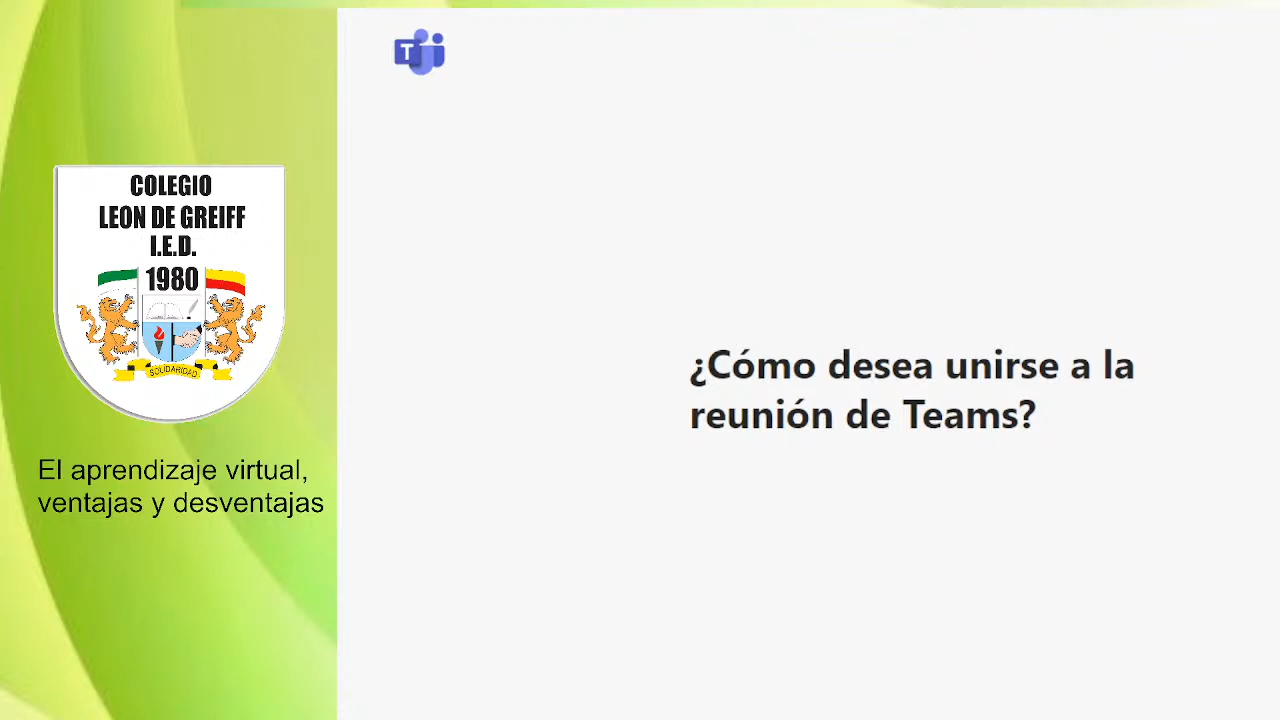 COLEGIO
LEON DE GREIFF
I.E.D.
1980
SOLIDARIDAD
El aprendizaje virtual,
ventajas y desventajas
T
¿Cómo desea unirse a la
reunión de Teams?